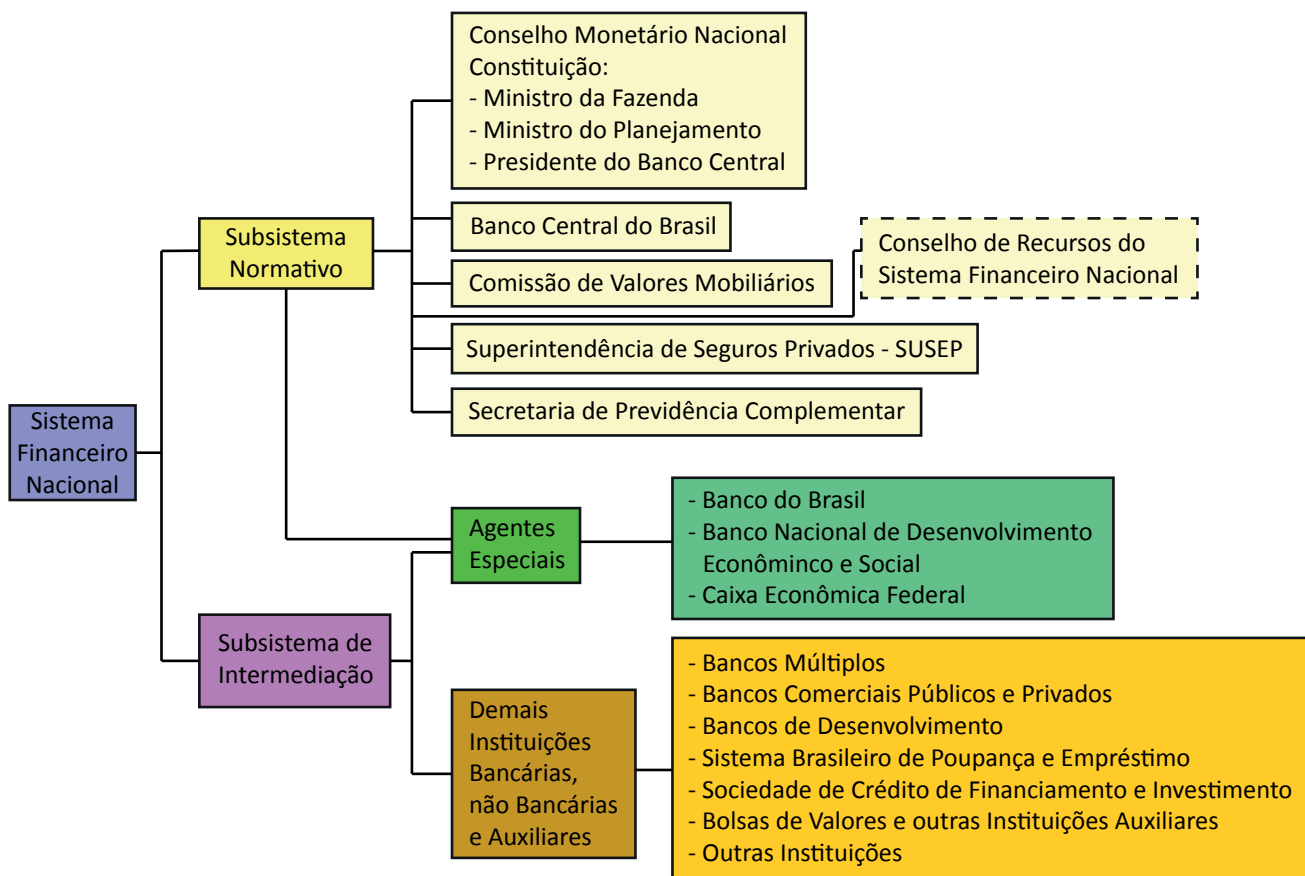 Conselho Monetário Nacional
Constituição:
- Ministro da Fazenda
- Ministro do Planejamento
- Presidente do Banco Central
Subsistema
Normativo
Banco Central do Brasil
Conselho de Recursos do
Sistema Financeiro Nacional
Comissão de Valores Mobiliários
Superintendência de Seguros Privados - SUSEP
Secretaria de Previdência Complementar
Sistema
Financeiro
Nacional
Agentes
Especiais
- Banco do Brasil
- Banco Nacional de Desenvolvimento
Econôminco e Social
- Caixa Econômica Federal
Subsistema de
Intermediação
Demais
Instituições
Bancárias,
não Bancárias
e Auxiliares
- Bancos Múltiplos
- Bancos Comerciais Públicos e Privados
- Bancos de Desenvolvimento
- Sistema Brasileiro de Poupança e Empréstimo
- Sociedade de Crédito de Financiamento e Investimento
- Bolsas de Valores e outras Instituições Auxiliares
- Outras Instituições